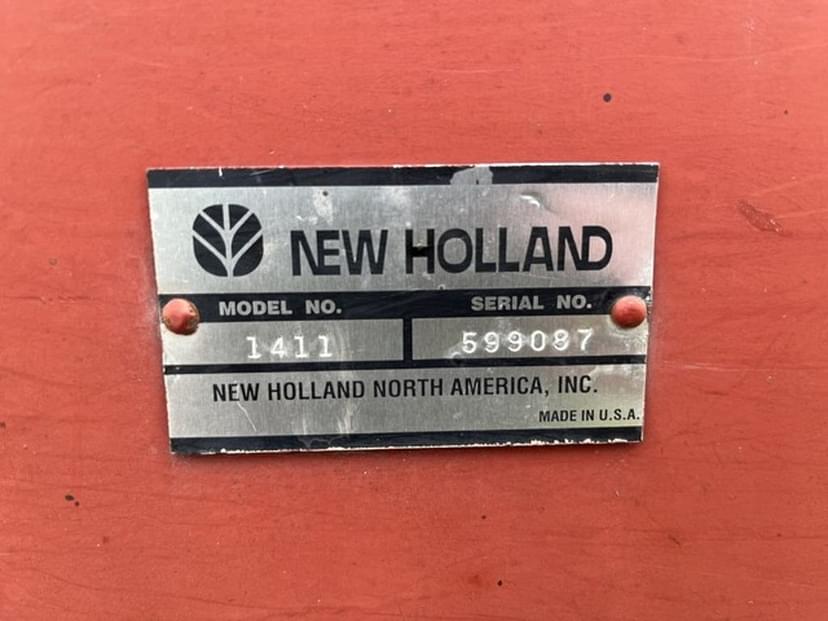 NEW HOLLAND
MODEL NO. SERIAL NO.
1411 599087
NEW HOLLAND NORTH AMERICA, INC.
MADE IN U.S.A.